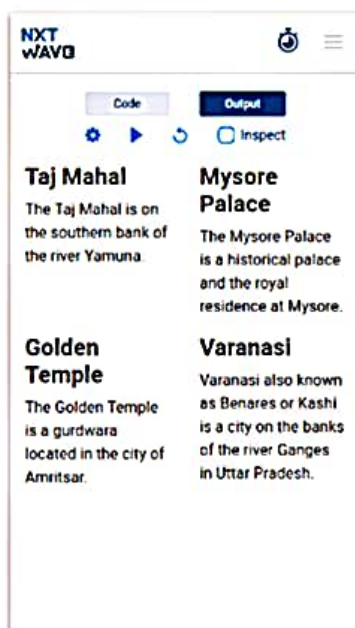 NXT
WAVE
Code Output
Inspect
Taj Mahal
The Taj Mahal is on
the southern bank of
the river Yamuna.
Mysore
Palace
The Mysore Palace
is a historical palace
and the royal
residence at Mysore.
Golden
Temple
The Golden Temple
is a gurdwara
located in the city of
Amritsar.
Varanasi
Varanasi also known
as Benares or Kashi
is a city on the banks
of the river Ganges
in Uttar Pradesh.